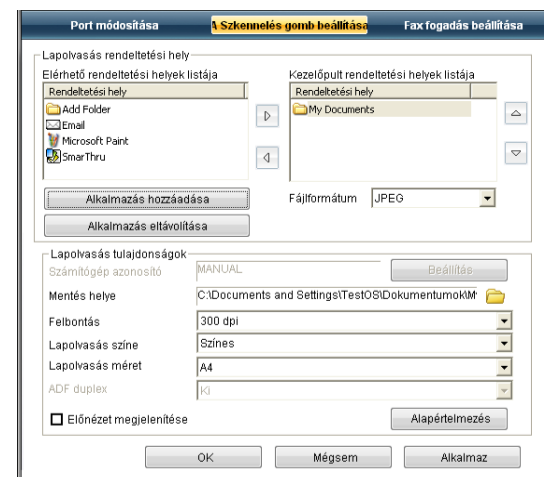 Port módosítása
A Szkennelés gomb beállítása
Fax fogadás beállítása
Lapolvasás rendeltetési hely
Elérhető rendeltetési helyek listája
Rendeltetési hely
Add Folder
Email
Microsoft Paint
SmarThru
Kezelőpult rendeltetési helyek listája
Rendeltetési hely
My Documents
Alkalmazás hozzáadása
Alkalmazás eltávolítása
Fájlformátum JPEG
Lapolvasás tulajdonságok
Számítógép azonosító MANUAL Beállítás
Mentés helye C:\Documents and Settings\TestOS\Dokumentumok\M
Felbontás 300 dpi
Lapolvasás színe Színes
Lapolvasás méret A4
ADF duplex Ki
Előnézet megjelenítése Alapértelmezés
OK Mégsem Alkalmaz